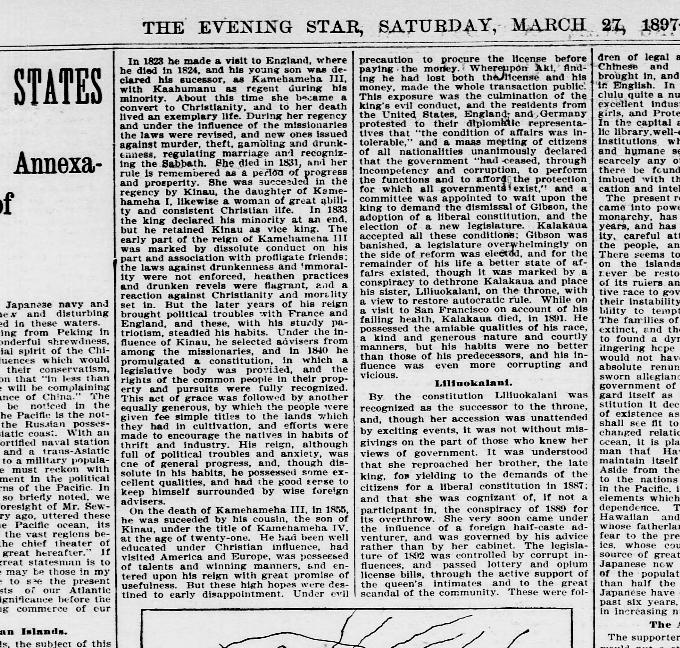 THE EVENING STAR, SATURDAY, MARCH 27, 1897
STATES
Annexa-
of
Japanese navy and
new and disturbing
ed in these waters.
ing from Peking in
onderful shrewdness,
ial spirit of the Chi-
luences which would
their conservatism,
on that "in less than
will be complaining
ance of China." The
be noticed in the
he Pacific is the not-
the Russian posses-
iatic coast. With an
ortified naval station
and a trans-Asiatic
to a military popula-
e must reckon with
ment in the political
ns of the Pacific. In
so briefly noted, we
oresight of Mr. Sew-
ry ago, uttered these
e Pacific ocean, its
the vast regions be-
the chief theater of
great hereafter." If
great statesman is to
e may be those in my
e to see the present
sts of our Atlantic
ignificance before the
ng commerce of our
an Islands.
ds, the subject of this
In 1823 he made a visit to England, where
he died in 1824, and his young son was de-
clared his sucessor, as Kamehameha III,
with Kaahumanu as regent during his
minority. About this time she became a
convert to Christianity, and to her death
lived an exemplary life. During her regency
and under the influence of the missionaries
the laws were revised, and new ones issued
against murder, theft, gambling and drunk-
enness, regulating marriage and recogniz-
ing the Sabbath. She died in 1831, and her
rule is remembered as a period of progress
and prosperity. She was succeeded in the
regency by Kinau, the daughter of Kame-
hameha I, likewise a woman of great abil-
ity and consistent Christian life. In 1833
the king declared his minority at an end,
but he retained Kinau as vice king. The
early part of the reign of Kamehameha III
was marked by dissolute conduct on his
part and association with profligate friends;
the laws against drunkenness and immoral-
ity were not enforced, heathen practices
and drunken revels were flagrant, and a
reaction against Christianity and morality
set in. But the later years of his reign
brought political troubles with France and
England, and these, with his sturdy pa-
triotism, steadied his habits. Under the in-
fluence of Kinau, he selected advisers from
among the missionaries, and in 1840 he
promulgated a constitution, in which a
legislative body was provided, and the
rights of the common people in their prop-
erty and pursuits were fully recognized.
This act of grace was followed by another
equally generous, by which the people were
given fee simple titles to the lands which
they had in cultivation, and efforts were
made to encourage the natives in habits of
thrift and industry. His reign, although
full of political troubles and anxiety, was
one of general progress, and, though dis-
solute in his habits, he possessed some ex-
cellent qualities, and had the good sense to
keep himself surrounded by wise foreign
advisers.
On the death of Kamehameha III, in 1855,
he was succeeded by his cousin, the son of
Kinau, under the title of Kamehameha IV,
at the age of twenty-one. He had been well
educated under Christian influence, had
visited America and Europe, was possessed
of talents and winning manners, and en-
tered upon his reign with great promise of
usefulness. But these high hopes were des-
tined to early disappointment. Under evil
precaution to procure the license before
paying the money. Whereupon Aki, find-
ing he had lost both the license and his
money, made the whole transaction public.
This exposure was the culmination of the
king's evil conduct, and the residents from
the United States, England and Germany
protested to their diplomatic representa-
tives that "the condition of affairs was in-
tolerable," and a mass meeting of citizens
of all nationalities unanimously declared
that the government "had ceased, through
incompetency and corruption, to perform
the functions and to afford the protection
for which all governments exist," and a
committee was appointed to wait upon the
king to demand the dismissal of Gibson, the
adoption of a liberal constitution, and the
election of a new legislature. Kalakaua
accepted all these conditions; Gibson was
banished, a legislature overwhelmingly on
the side of reform was elected, and for the
remainder of his life a better state of af-
fairs existed, though it was marked by a
conspiracy to dethrone Kalakaua and place
his sister, Liliuokalani, on the throne, with
a view to restore autocratic rule. While on
a visit to San Francisco on account of his
failing health, Kalakaua died, in 1891. He
possessed the amiable qualities of his race,
a kind and generous nature and courtly
manners, but his habits were no better
than those of his predecessors, and his in-
fluence was even more corrupting and
vicious.
Liliuokalani.
By the constitution Liliuokalani was
recognized as the successor to the throne,
and, though her accession was unattended
by exciting events, it was not without mis-
givings on the part of those who knew her
views of government. It was understood
that she reproached her brother, the late
king, for yielding to the demands of the
citizens for a liberal constitution in 1887;
and that she was cognizant of, if not a
participant in, the conspiracy of 1889 for
its overthrow. She very soon came under
the influence of a foreign half-caste ad-
venturer, and was governed by his advice
rather than by her cabinet. The legisla-
ture of 1892 was controlled by corrupt in-
fluences, and passed lottery and opium
license bills, through the active support of
the queen's intimates and to the great
scandal of the community. These were fol-
dren of legal s
Chinese and
brought in, and
in English. In
clulu quite a nu
excellent indus
girls, and Prote
In the capital a
lic library, well-
institutions wh
and humane se
scarcely any of
there be found
imbued with th
cation and intel
The present r
came into powe
monarchy, has
years, and has
ity, careful att
the people, an
There seems to
on the islands
never be resto
of its rulers an
tive race to gov
their instability
bility to tempt
The families of
extinct, and the
to found a dyn
lingering hope
would not have
absolute renun
sworn allegianc
government of
gard itself as
stitution it decl
of existence as
shall see fit to
changed relatio
ocean, it is pla
man that Haw
maintain itself
Aside from the
to the nations
in the Pacific, i
elements which
dependence. T
Hawaiian and
whose fatherlan
fear to the pre
ics, whose cou
source of great
Japanese now
of the populat
than half the
Japanese have
past six years,
in increasing n
The A
The supporter